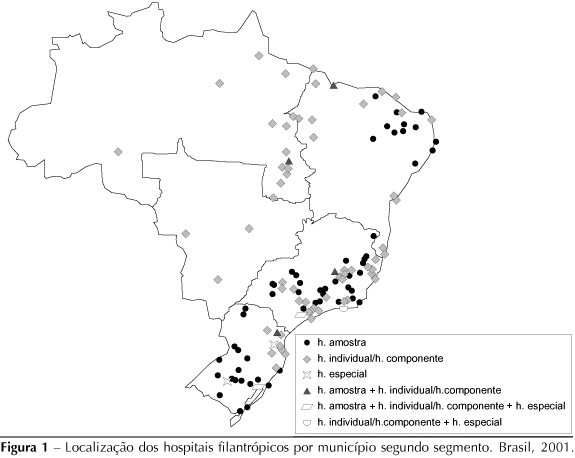 h. amostra
h. individual/h. componente
h. especial
h. amostra + h. individual/h.componente
h. amostra + h. individual/h. componente + h. especial
h. individual/h.componente + h. especial
Figura 1 – Localização dos hospitais filantrópicos por município segundo segmento. Brasil, 2001.